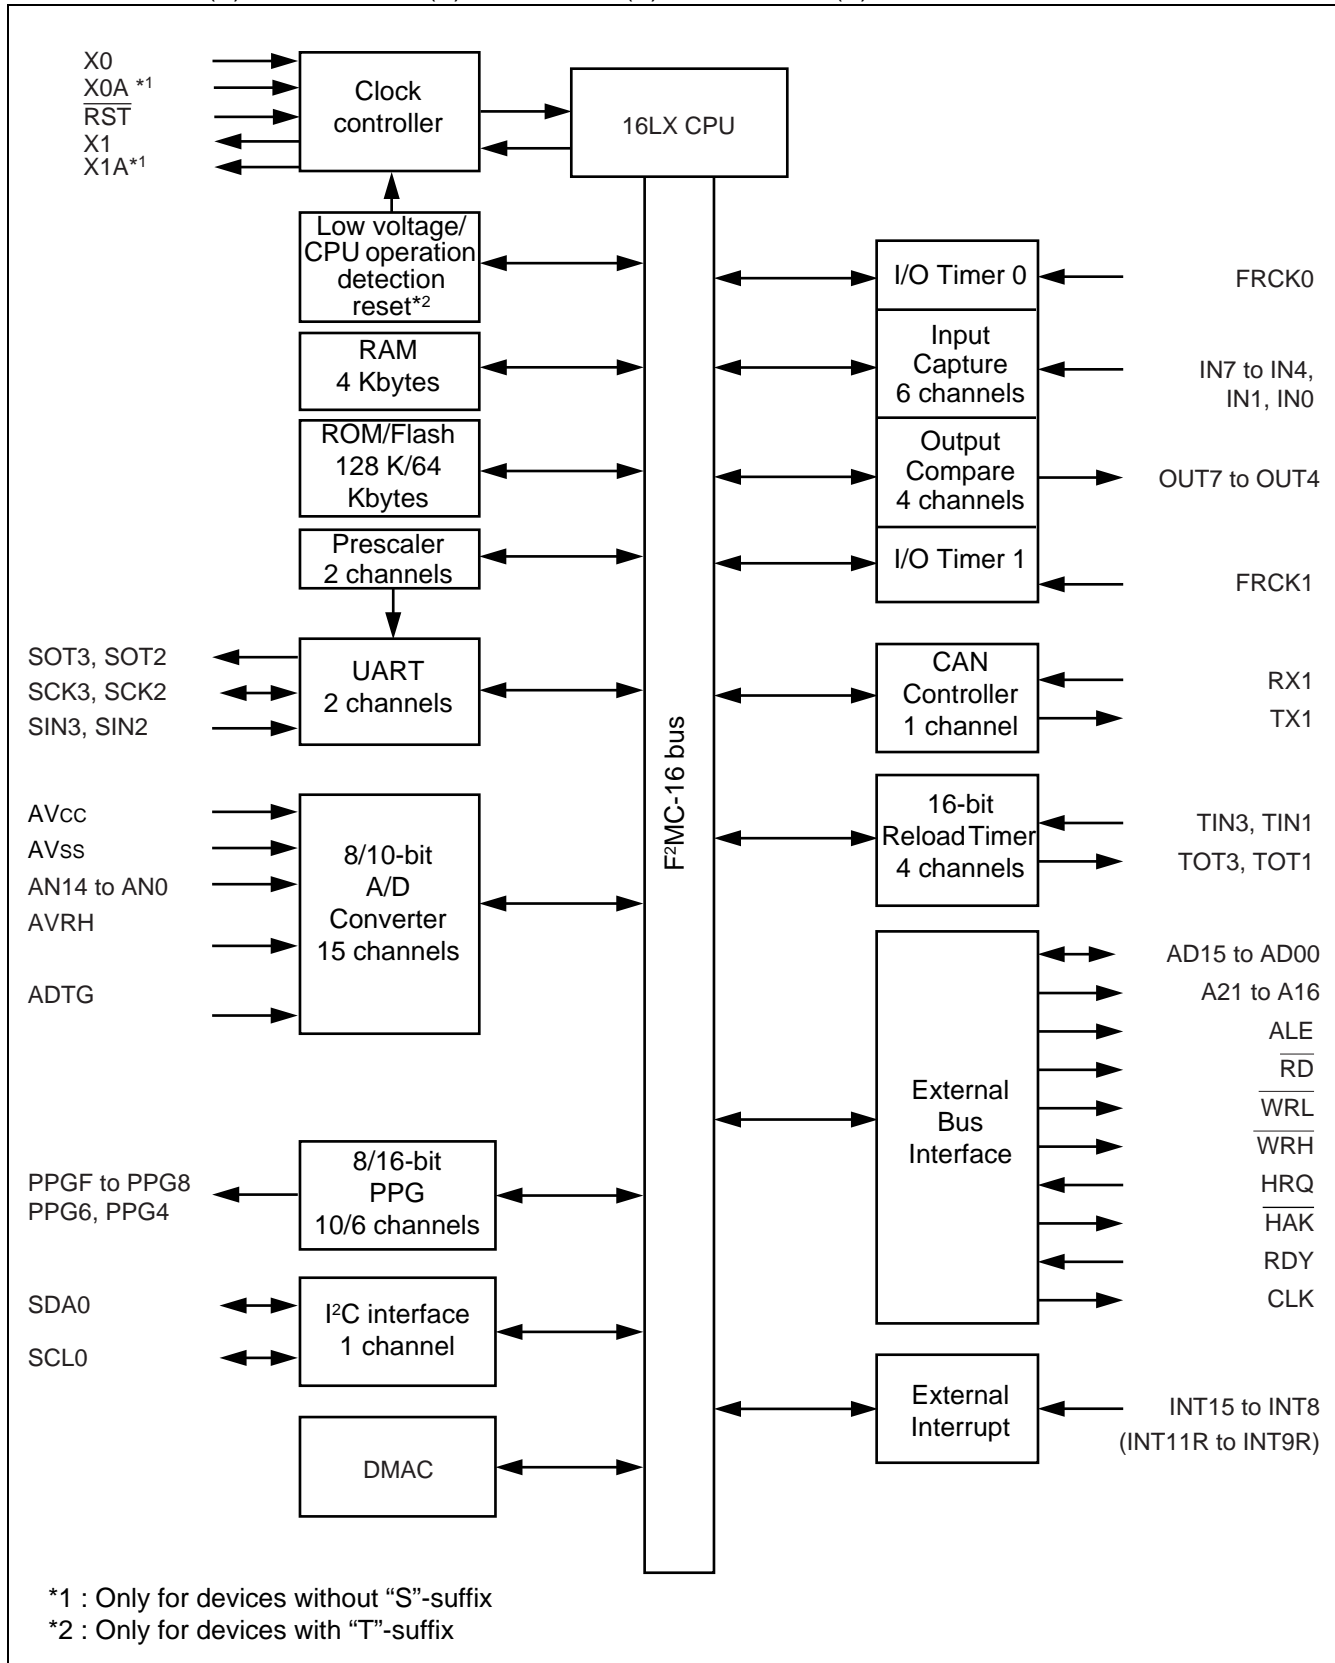 X0
X0A *1
RST
X1
X1A*1
Clock
controller
16LX CPU
Low voltage/
CPU operation
detection
reset*2
RAM
4 Kbytes
ROM/Flash
128 K/64
Kbytes
Prescaler
2 channels
SOT3, SOT2
SCK3, SCK2
SIN3, SIN2
UART
2 channels
AVcc
AVss
AN14 to AN0
AVRH
ADTG
8/10-bit
A/D
Converter
15 channels
PPGF to PPG8
PPG6, PPG4
8/16-bit
PPG
10/6 channels
SDA0
SCL0
I²C interface
1 channel
DMAC
F²MC-16 bus
I/O Timer 0
FRCK0
Input
Capture
6 channels
IN7 to IN4,
IN1, IN0
Output
Compare
4 channels
OUT7 to OUT4
I/O Timer 1
FRCK1
CAN
Controller
1 channel
RX1
TX1
16-bit
Reload Timer
4 channels
TIN3, TIN1
TOT3, TOT1
External
Bus
Interface
AD15 to AD00
A21 to A16
ALE
RD
WRL
WRH
HRQ
HAK
RDY
CLK
External
Interrupt
INT15 to INT8
(INT11R to INT9R)
*1 : Only for devices without “S”-suffix
*2 : Only for devices with “T”-suffix